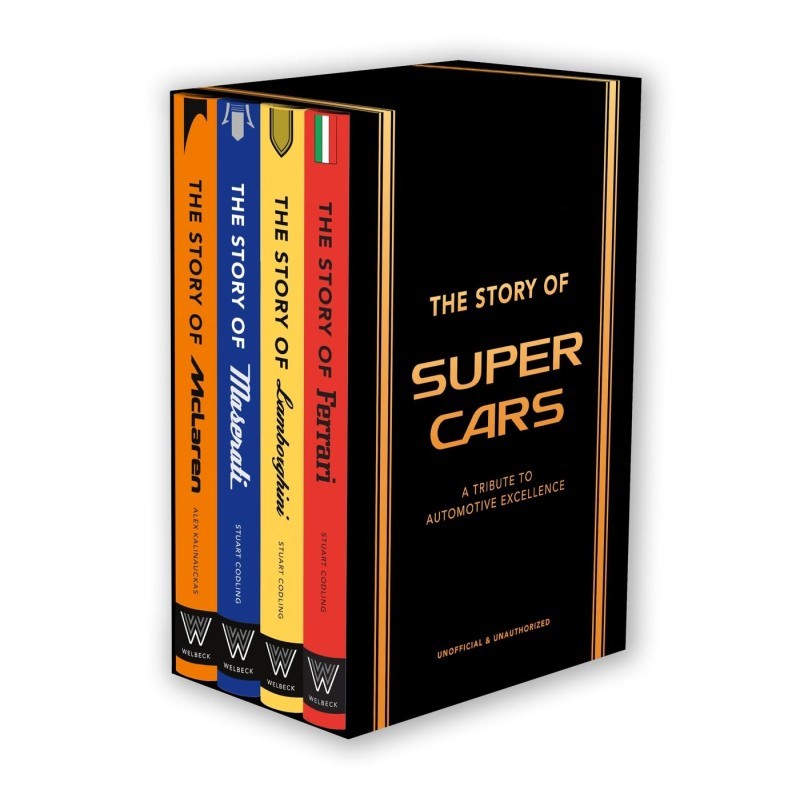 THE STORY OF McLaren
ALEX KALINAUCKAS
W
WELBECK
THE STORY OF Maserati
STUART CODLING
W
WELBECK
THE STORY OF Lamborghini
STUART CODLING
W
WELBECK
THE STORY OF Ferrari
STUART CODLING
W
WELBECK
THE STORY OF
SUPER
CARS
A TRIBUTE TO
AUTOMOTIVE EXCELLENCE
UNOFFICIAL & UNAUTHORIZED